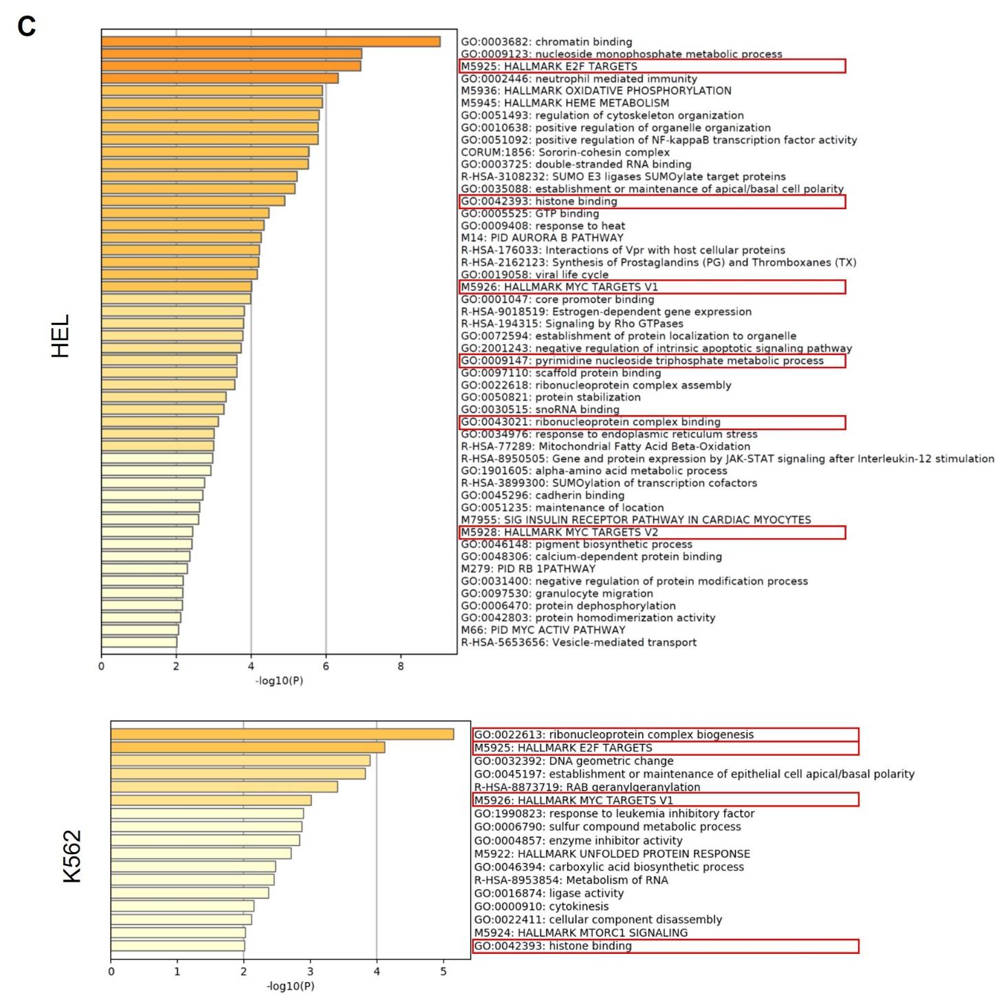 C
HEL
GO:0003682: chromatin binding
GO:0009123: nucleoside monophosphate metabolic process
M5925: HALLMARK E2F TARGETS
GO:0002446: neutrophil mediated immunity
M5936: HALLMARK OXIDATIVE PHOSPHORYLATION
M5945: HALLMARK HEME METABOLISM
GO:0051493: regulation of cytoskeleton organization
GO:0010638: positive regulation of organelle organization
GO:0051092: positive regulation of NF-kappaB transcription factor activity
CORUM:1856: Sororin-cohesin complex
GO:0003725: double-stranded RNA binding
R-HSA-3108232: SUMO E3 ligases SUMOylate target proteins
GO:0035088: establishment or maintenance of apical/basal cell polarity
GO:0042393: histone binding
GO:0005525: GTP binding
GO:0009408: response to heat
M14: PID AURORA B PATHWAY
R-HSA-176033: Interactions of Vpr with host cellular proteins
R-HSA-2162123: Synthesis of Prostaglandins (PG) and Thromboxanes (TX)
GO:0019058: viral life cycle
M5926: HALLMARK MYC TARGETS V1
GO:0001047: core promoter binding
R-HSA-9018519: Estrogen-dependent gene expression
R-HSA-194315: Signaling by Rho GTPases
GO:0072594: establishment of protein localization to organelle
GO:2001243: negative regulation of intrinsic apoptotic signaling pathway
GO:0009147: pyrimidine nucleoside triphosphate metabolic process
GO:0097110: scaffold protein binding
GO:0022618: ribonucleoprotein complex assembly
GO:0050821: protein stabilization
GO:0030515: snoRNA binding
GO:0043021: ribonucleoprotein complex binding
GO:0034976: response to endoplasmic reticulum stress
R-HSA-77289: Mitochondrial Fatty Acid Beta-Oxidation
R-HSA-8950505: Gene and protein expression by JAK-STAT signaling after Interleukin-12 stimulation
GO:1901605: alpha-amino acid metabolic process
R-HSA-3899300: SUMOylation of transcription cofactors
GO:0045296: cadherin binding
GO:0051235: maintenance of location
M7955: SIG INSULIN RECEPTOR PATHWAY IN CARDIAC MYOCYTES
M5928: HALLMARK MYC TARGETS V2
GO:0046148: pigment biosynthetic process
GO:0048306: calcium-dependent protein binding
M279: PID RB 1PATHWAY
GO:0031400: negative regulation of protein modification process
GO:0097530: granulocyte migration
GO:0006470: protein dephosphorylation
GO:0042803: protein homodimerization activity
M66: PID MYC ACTIV PATHWAY
R-HSA-5653656: Vesicle-mediated transport
0 2 4 6 8
-log10(P)
K562
GO:0022613: ribonucleoprotein complex biogenesis
M5925: HALLMARK E2F TARGETS
GO:0032392: DNA geometric change
GO:0045197: establishment or maintenance of epithelial cell apical/basal polarity
R-HSA-8873719: RAB geranylgeranylation
M5926: HALLMARK MYC TARGETS V1
GO:1990823: response to leukemia inhibitory factor
GO:0006790: sulfur compound metabolic process
GO:0004857: enzyme inhibitor activity
M5922: HALLMARK UNFOLDED PROTEIN RESPONSE
GO:0046394: carboxylic acid biosynthetic process
R-HSA-8953854: Metabolism of RNA
GO:0016874: ligase activity
GO:0000910: cytokinesis
GO:0022411: cellular component disassembly
M5924: HALLMARK MTORC1 SIGNALING
GO:0042393: histone binding
0 1 2 3 4 5
-log10(P)